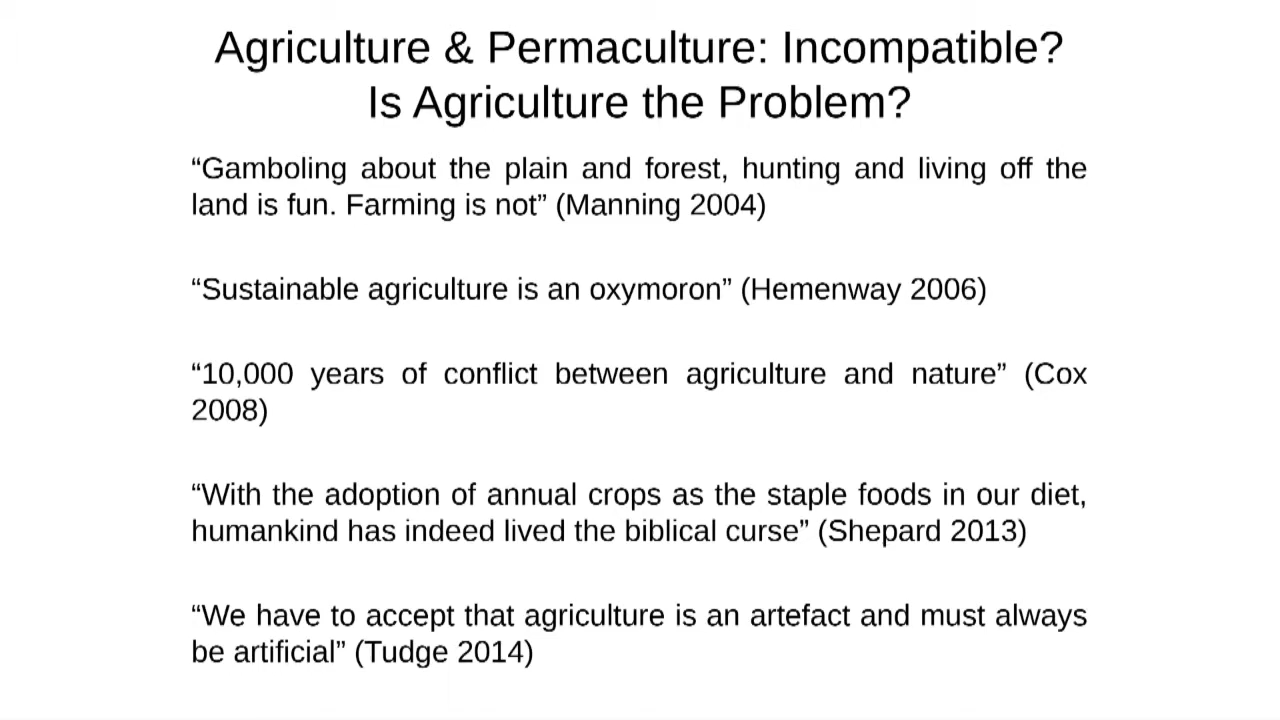 Agriculture & Permaculture: Incompatible?
Is Agriculture the Problem?
“Gamboling about the plain and forest, hunting and living off the
land is fun. Farming is not” (Manning 2004)
“Sustainable agriculture is an oxymoron” (Hemenway 2006)
“10,000 years of conflict between agriculture and nature” (Cox
2008)
“With the adoption of annual crops as the staple foods in our diet,
humankind has indeed lived the biblical curse” (Shepard 2013)
“We have to accept that agriculture is an artefact and must always
be artificial” (Tudge 2014)